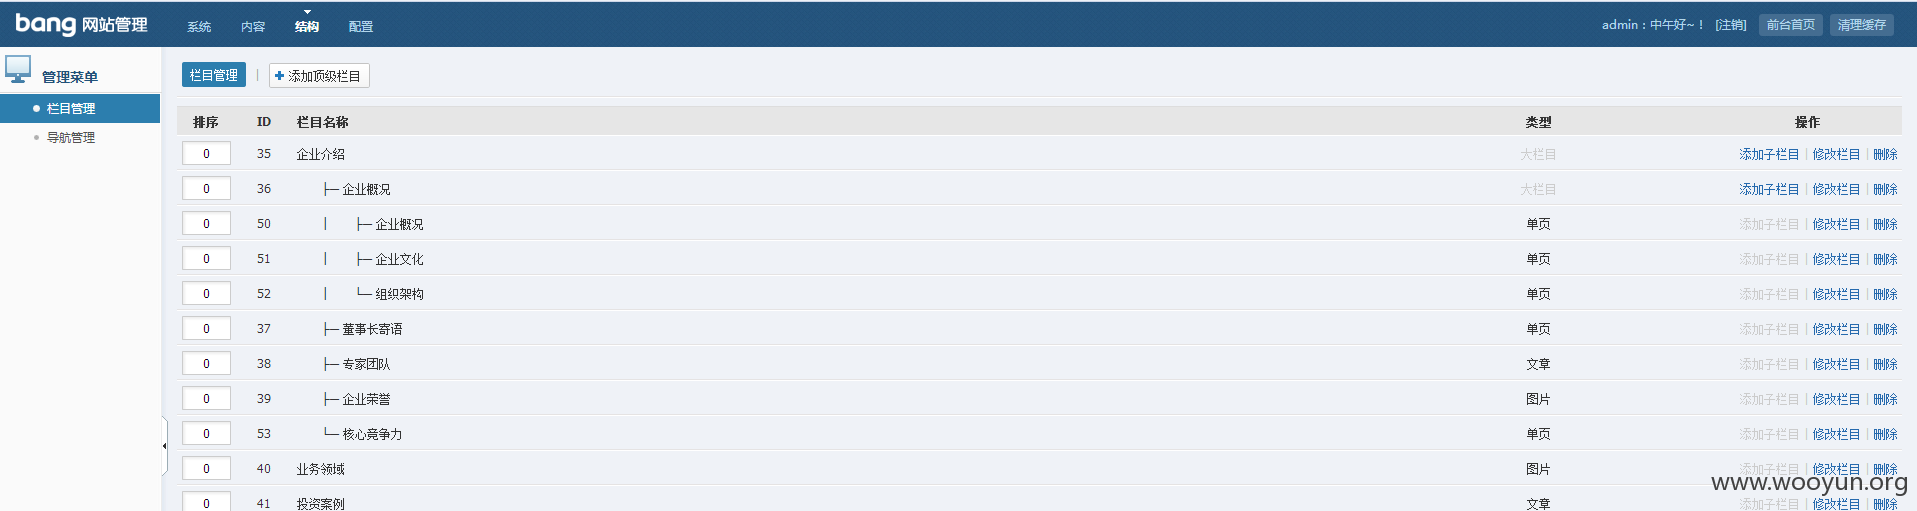 bang 网站管理 系统 内容 结构 配置 admin：中午好~！ [注销] 前台首页 清理缓存
管理菜单
栏目管理
导航管理
栏目管理 | 添加顶级栏目
排序 ID 栏目名称 类型 操作
0 35 企业介绍 大栏目 添加子栏目 | 修改栏目 | 删除
0 36 ├─ 企业概况 大栏目 添加子栏目 | 修改栏目 | 删除
0 50 │ ├─ 企业概况 单页 添加子栏目 | 修改栏目 | 删除
0 51 │ ├─ 企业文化 单页 添加子栏目 | 修改栏目 | 删除
0 52 │ └─ 组织架构 单页 添加子栏目 | 修改栏目 | 删除
0 37 ├─ 董事长寄语 单页 添加子栏目 | 修改栏目 | 删除
0 38 ├─ 专家团队 文章 添加子栏目 | 修改栏目 | 删除
0 39 ├─ 企业荣誉 图片 添加子栏目 | 修改栏目 | 删除
0 53 └─ 核心竞争力 单页 添加子栏目 | 修改栏目 | 删除
0 40 业务领域 图片 添加子栏目 | 修改栏目 | 删除
www.wooyun.org
0 41 投资案例 文章 添加子栏目 | 修改栏目 | 删除